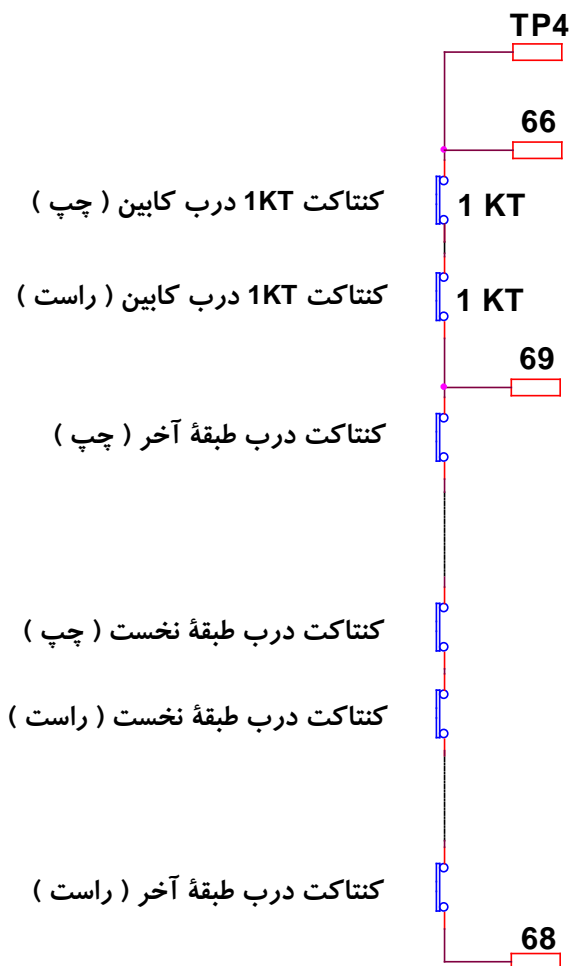 TP4
66
کنتاکت 1KT درب کابین ( چپ )
1 KT
کنتاکت 1KT درب کابین ( راست )
1 KT
69
کنتاکت درب طبقهٔ آخر ( چپ )
کنتاکت درب طبقهٔ نخست ( چپ )
کنتاکت درب طبقهٔ نخست ( راست )
کنتاکت درب طبقهٔ آخر ( راست )
68